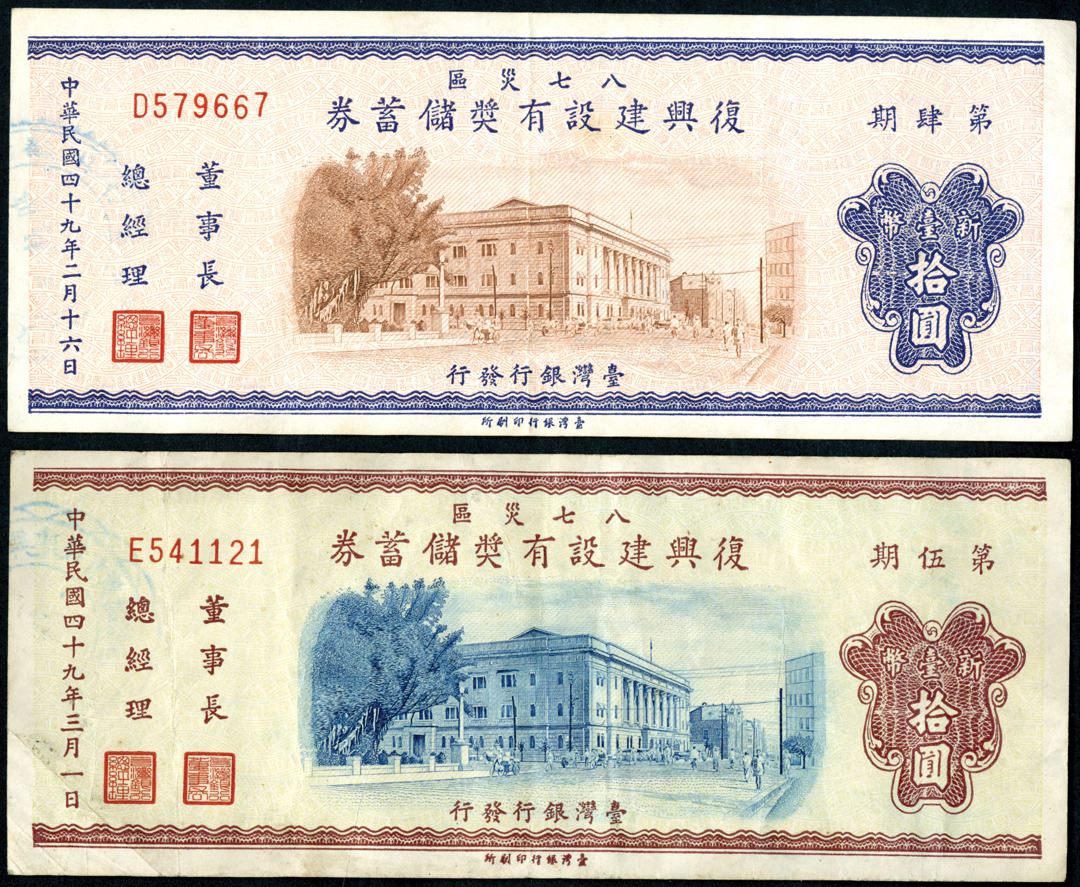 八七災區
復興建設有獎儲蓄券
第肆期
D579667
新臺幣
拾圓
董事長
總經理
中華民國四十九年二月十六日
臺灣銀行發行
臺灣銀行印刷所
八七災區
復興建設有獎儲蓄券
第伍期
E541121
新臺幣
拾圓
董事長
總經理
中華民國四十九年三月一日
臺灣銀行發行
臺灣銀行印刷所